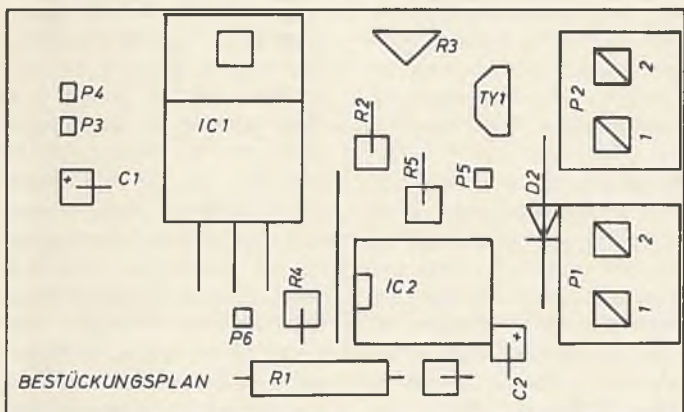 R3
P4
P3
IC1
R2
TY1
P2
2
1
+
C1
R5
P5
D2
P1
2
1
R4
IC2
P6
+
C2
BESTÜCKUNGSPLAN
R1